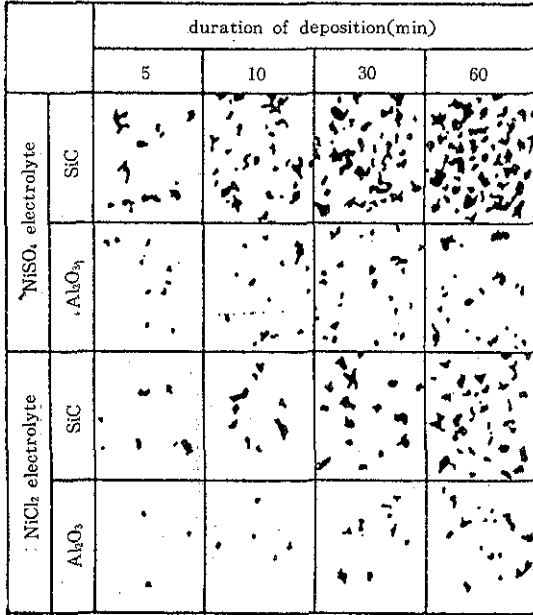 duration of deposition(min)
5 10 30 60
NiSO₄ electrolyte
SiC
Al₂O₃
NiCl₂ electrolyte
SiC
Al₂O₃